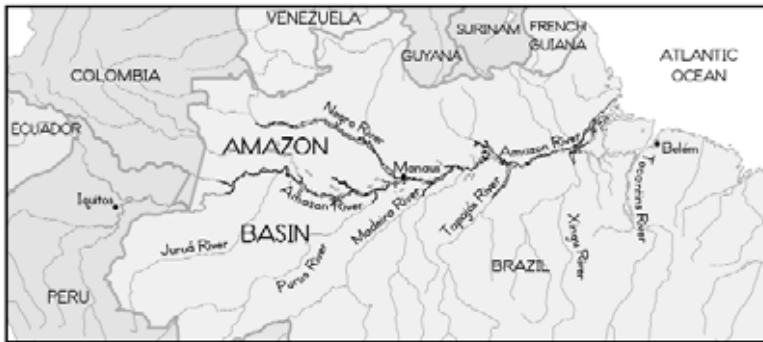 VENEZUELA
SURINAM
FRENCH
GUIANA
GUYANA
ATLANTIC
OCEAN
COLOMBIA
ECUADOR
Negro River
AMAZON
Amazon River
Manaus
Belém
Iquitos
Amazon River
Madeira River
Tapajós River
Xingu River
Tocantins River
Juruá River
BASIN
Purus River
BRAZIL
PERU